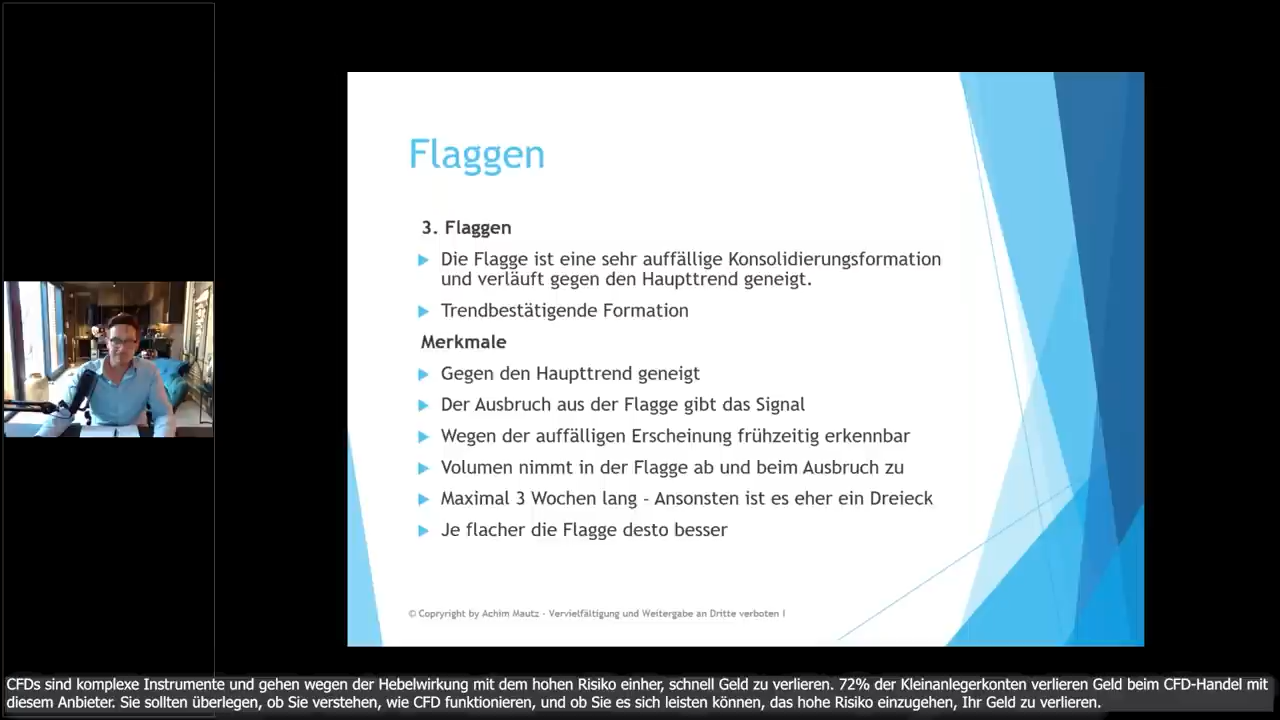 Flaggen
3. Flaggen
Die Flagge ist eine sehr auffällige Konsolidierungsformation
und verläuft gegen den Haupttrend geneigt.
Trendbestätigende Formation
Merkmale
Gegen den Haupttrend geneigt
Der Ausbruch aus der Flagge gibt das Signal
Wegen der auffälligen Erscheinung frühzeitig erkennbar
Volumen nimmt in der Flagge ab und beim Ausbruch zu
Maximal 3 Wochen lang - Ansonsten ist es eher ein Dreieck
Je flacher die Flagge desto besser
© Copryright by Achim Mautz - Vervielfältigung und Weitergabe an Dritte verboten !
CFDs sind komplexe Instrumente und gehen wegen der Hebelwirkung mit dem hohen Risiko einher, schnell Geld zu verlieren. 72% der Kleinanlegerkonten verlieren Geld beim CFD-Handel mit
diesem Anbieter. Sie sollten überlegen, ob Sie verstehen, wie CFD funktionieren, und ob Sie es sich leisten können, das hohe Risiko einzugehen, Ihr Geld zu verlieren.